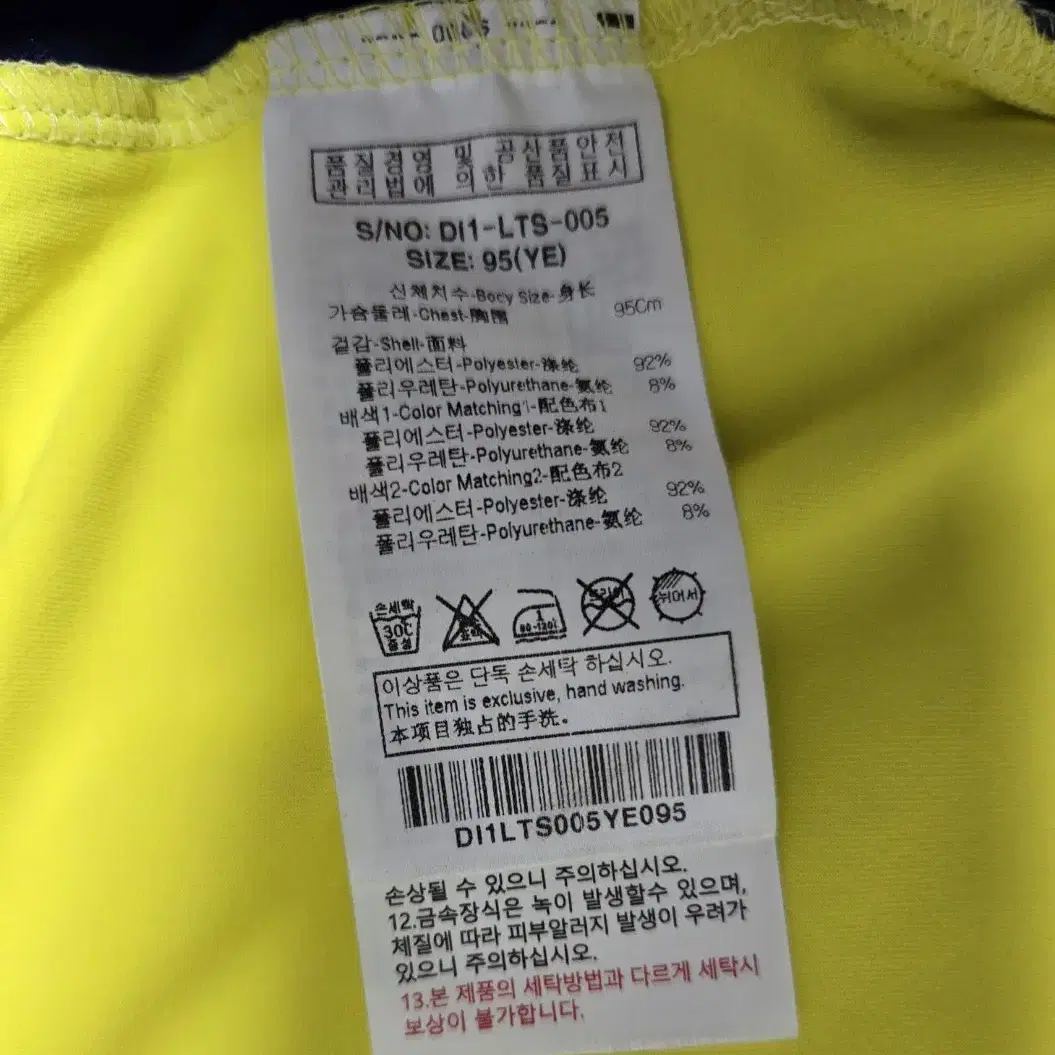 품질경영 및 공산품안전
관리법에 의한 품질표시
S/NO: DI1-LTS-005
SIZE: 95(YE)
신체치수-Bocy Size-身长
가슴둘레-Chest-胸围 95Cm
겉감-Shell-面料
폴리에스터-Polyester-涤纶 92%
폴리우레탄-Polyurethane-氨纶 8%
배색1-Color Matching1-配色布1
폴리에스터-Polyester-涤纶 92%
폴리우레탄-Polyurethane-氨纶 8%
배색2-Color Matching2-配色布2
폴리에스터-Polyester-涤纶 92%
폴리우레탄-Polyurethane-氨纶 8%
손세탁 30℃ 중성
드라이
뉘어서
이상품은 단독 손세탁 하십시오.
This item is exclusive, hand washing.
本项目独占的手洗。
DI1LTS005YE095
손상될 수 있으니 주의하십시오.
12.금속장식은 녹이 발생할수 있으며,
체질에 따라 피부알러지 발생이 우려가
있으니 주의하십시오.
13.본 제품의 세탁방법과 다르게 세탁시
보상이 불가합니다.